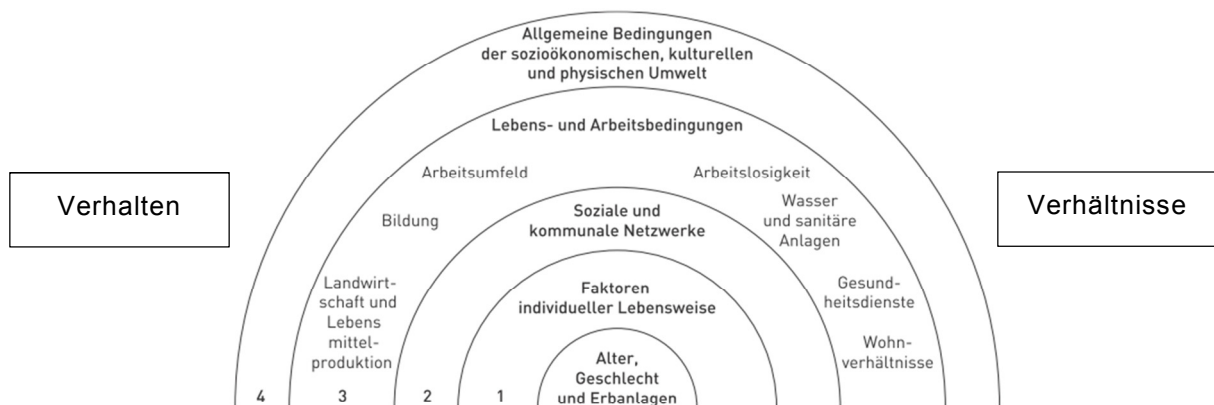 Allgemeine Bedingungen
der sozioökonomischen, kulturellen
und physischen Umwelt
Lebens- und Arbeitsbedingungen
Arbeitsumfeld
Arbeitslosigkeit
Verhalten
Verhältnisse
Bildung
Soziale und
kommunale Netzwerke
Wasser
und sanitäre
Anlagen
Landwirt-
schaft und
Lebens
mittel-
produktion
Faktoren
individueller Lebensweise
Gesund-
heitsdienste
Wohn-
verhältnisse
Alter,
Geschlecht
und Erbanlagen
4 3 2 1